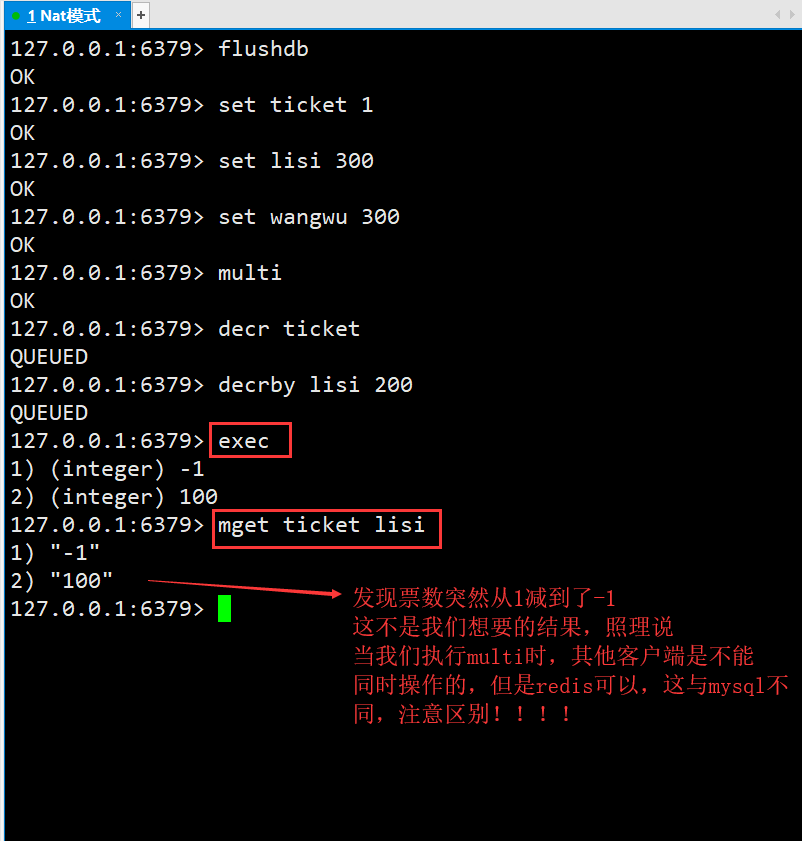 1 Nat模式 × +
127.0.0.1:6379> flushdb
OK
127.0.0.1:6379> set ticket 1
OK
127.0.0.1:6379> set lisi 300
OK
127.0.0.1:6379> set wangwu 300
OK
127.0.0.1:6379> multi
OK
127.0.0.1:6379> decr ticket
QUEUED
127.0.0.1:6379> decrby lisi 200
QUEUED
127.0.0.1:6379> exec
1) (integer) -1
2) (integer) 100
127.0.0.1:6379> mget ticket lisi
1) "-1"
2) "100"
127.0.0.1:6379>
发现票数突然从1减到了-1
这不是我们想要的结果，照理说
当我们执行multi时，其他客户端是不能
同时操作的，但是redis可以，这与mysql不
同，注意区别！！！！